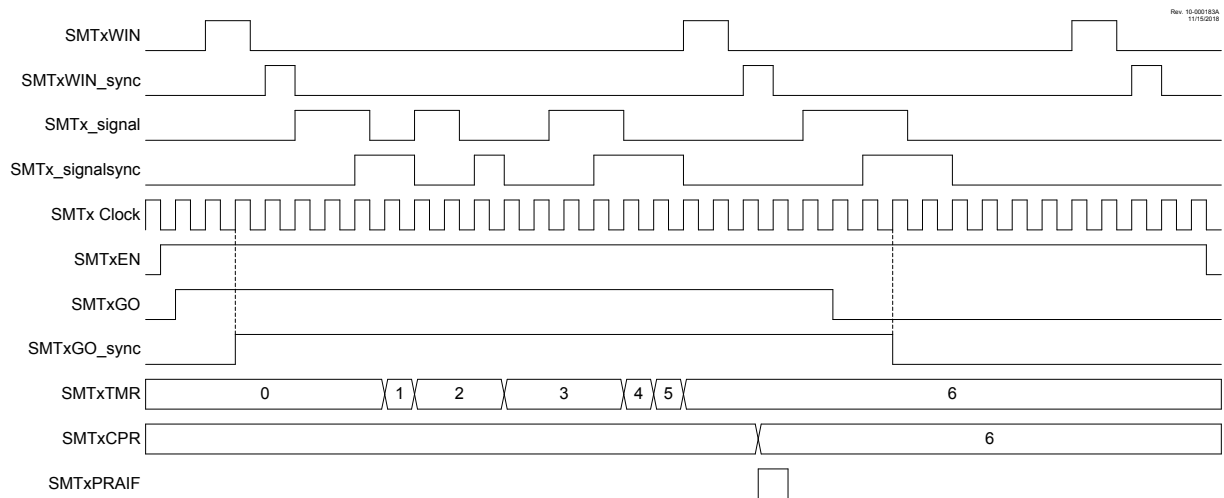 Rev. 10-000183A
11/15/2018
SMTxWIN
SMTxWIN_sync
SMTx_signal
SMTx_signalsync
SMTx Clock
SMTxEN
SMTxGO
SMTxGO_sync
SMTxTMR 0 1 2 3 4 5 6
SMTxCPR 6
SMTxPRAIF